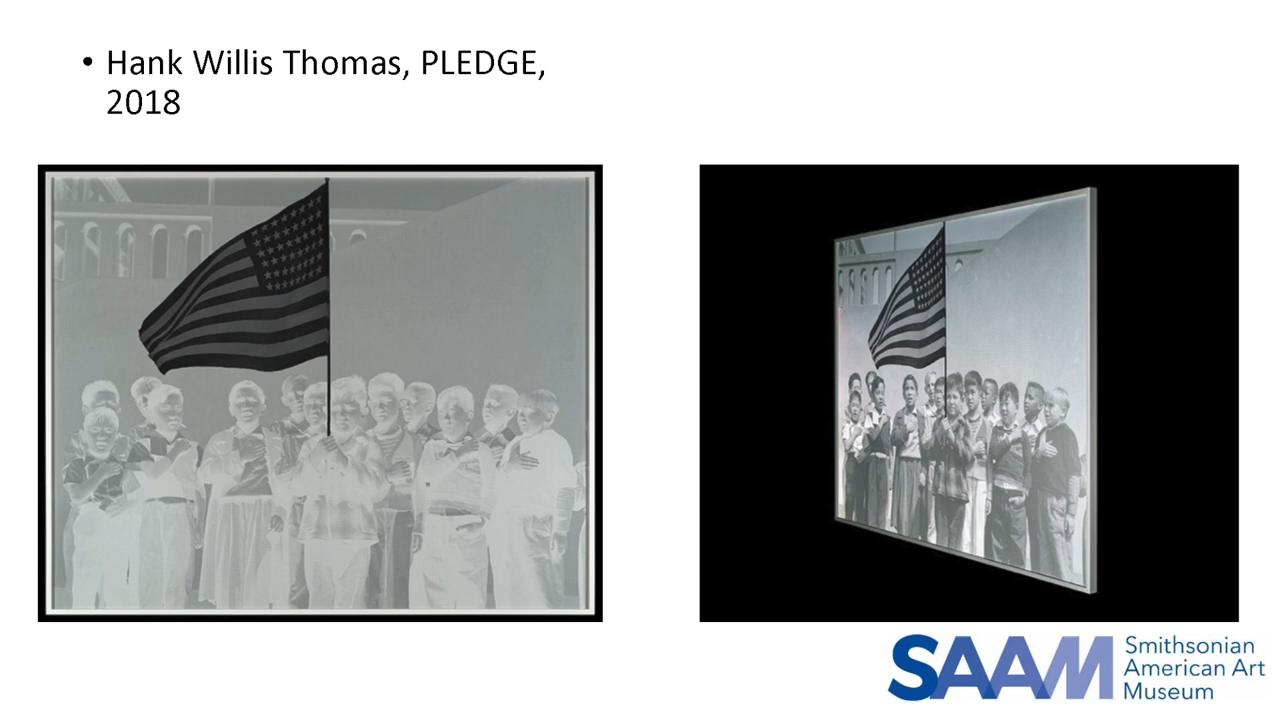 • Hank Willis Thomas, PLEDGE,
2018
SAAM
Smithsonian
American Art
Museum